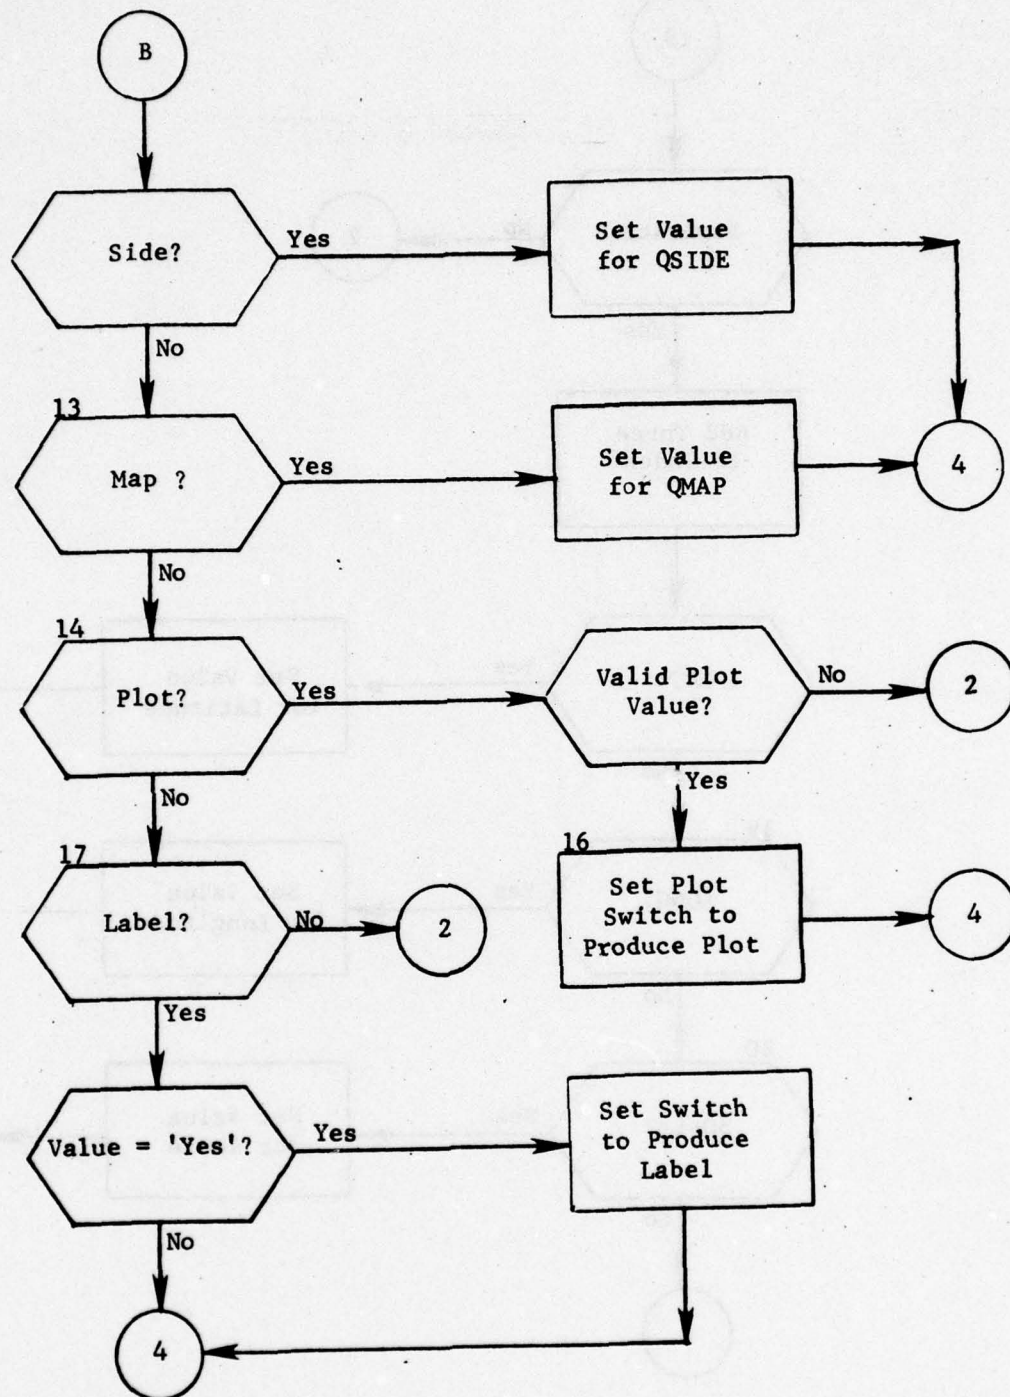 B
Side?
Yes
Set Value
for QSIDE
No
13
Map ?
Yes
Set Value
for QMAP
4
No
14
Plot?
Yes
Valid Plot
Value?
No
2
No
Yes
17
Label?
No
2
16
Set Plot
Switch to
Produce Plot
4
Yes
Value = 'Yes'?
Yes
Set Switch
to Produce
Label
No
4